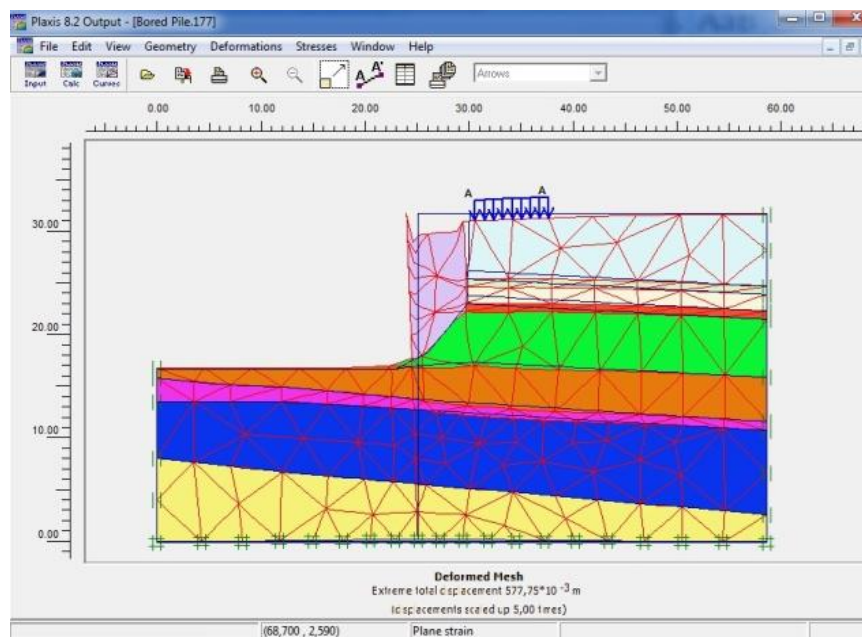 Plaxis 8.2 Output - [Bored Pile.177]
File Edit View Geometry Deformations Stresses Window Help
Input Calc Curves Arrows
0.00 10.00 20.00 30.00 40.00 50.00 60.00
A A
30.00
20.00
10.00
0.00
Deformed Mesh
Extreme total displacement 577,75*10 -3 m
(displacements scaled up 5,00 times)
(68,700 , 2,590) Plane strain